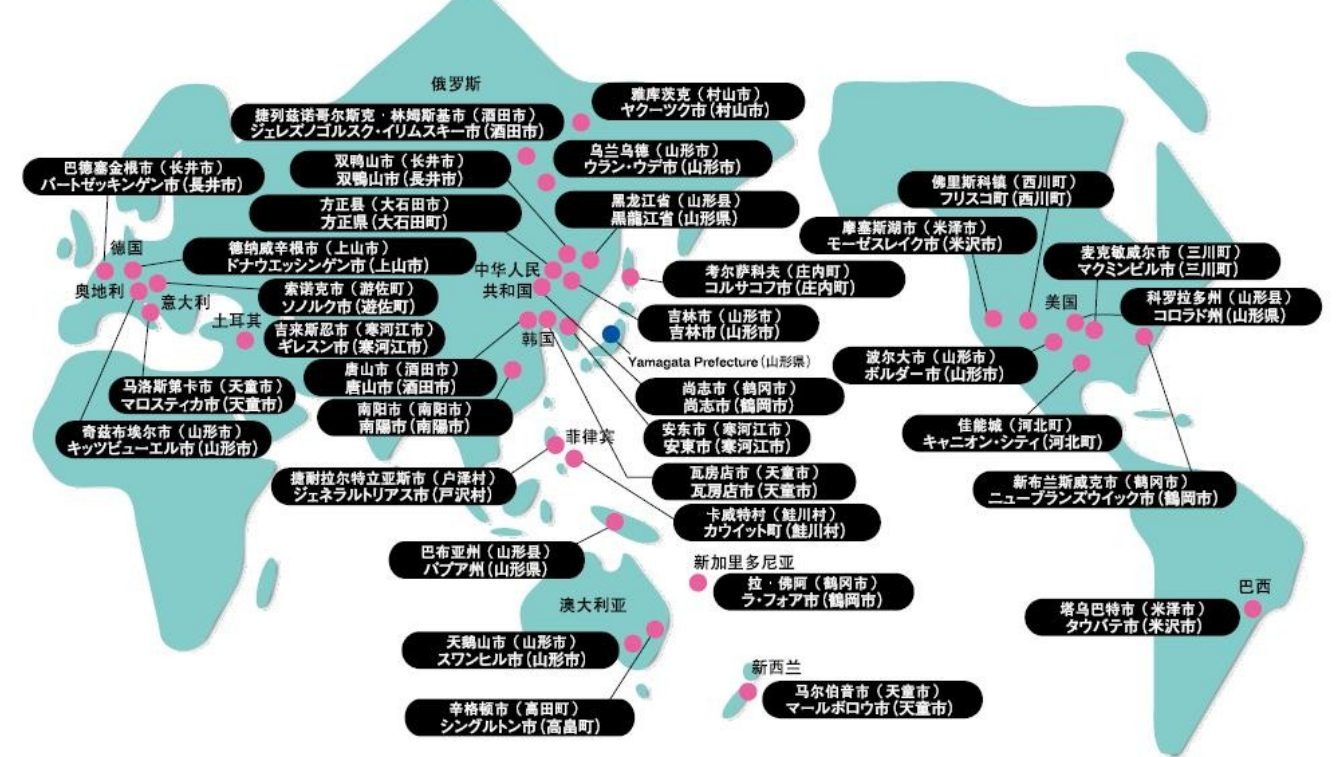 俄罗斯
雅库茨克（村山市）
ヤクーツク市(村山市)
捷列兹诺哥尔斯克·林姆斯基市（酒田市）
ジェレズノゴルスク･イリムスキー市(酒田市)
乌兰乌德（山形市）
ウラン･ウデ市(山形市)
双鸭山市（长井市）
双鴨山市(長井市)
巴德塞金根市（长井市）
バートゼッキンゲン市(長井市)
方正县（大石田市）
方正県(大石田町)
黑龙江省（山形县）
黒龍江省(山形県)
德国
德纳威辛根市（上山市）
ドナウエッシンゲン市(上山市)
中华人民
共和国
考尔萨科夫（庄内町）
コルサコフ市(庄内町)
奥地利
意大利
索诺克市（游佐町）
ソノルク市(遊佐町)
土耳其
吉来斯忍市（寒河江市）
ギレスン市(寒河江市)
吉林市（山形市）
吉林市(山形市)
韩国
Yamagata Prefecture(山形県)
唐山市（酒田市）
唐山市(酒田市)
马洛斯第卡市（天童市）
マロスティカ市(天童市)
尚志市（鹤冈市）
尚志市(鶴岡市)
南阳市（南阳市）
南陽市(南陽市)
奇兹布埃尔市（山形市）
キッツビューエル市(山形市)
安东市（寒河江市）
安東市(寒河江市)
菲律宾
捷耐拉尔特立亚斯市（户泽村）
ジェネラルトリアス市(戸沢村)
瓦房店市（天童市）
瓦房店市(天童市)
卡威特村（鮭川村）
カウイット町(鮭川村)
巴布亚州（山形县）
パプア州(山形県)
新加里多尼亚
拉·佛阿（鹤冈市）
ラ･フォア市(鶴岡市)
澳大利亚
天鹅山市（山形市）
スワンヒル市(山形市)
新西兰
马尔伯音市（天童市）
マールボロウ市(天童市)
辛格顿市（高田町）
シングルトン市(高畠町)
佛里斯科镇（西川町）
フリスコ町(西川町)
摩塞斯湖市（米泽市）
モーゼスレイク市(米沢市)
麦克敏威尔市（三川町）
マクミンビル市(三川町)
美国
科罗拉多州（山形县）
コロラド州(山形県)
波尔大市（山形市）
ボルダー市(山形市)
佳能城（河北町）
キャニオン･シティ(河北町)
新布兰斯威克市（鹤冈市）
ニューブランズウイック市(鶴岡市)
巴西
塔乌巴特市（米泽市）
タウバテ市(米沢市)